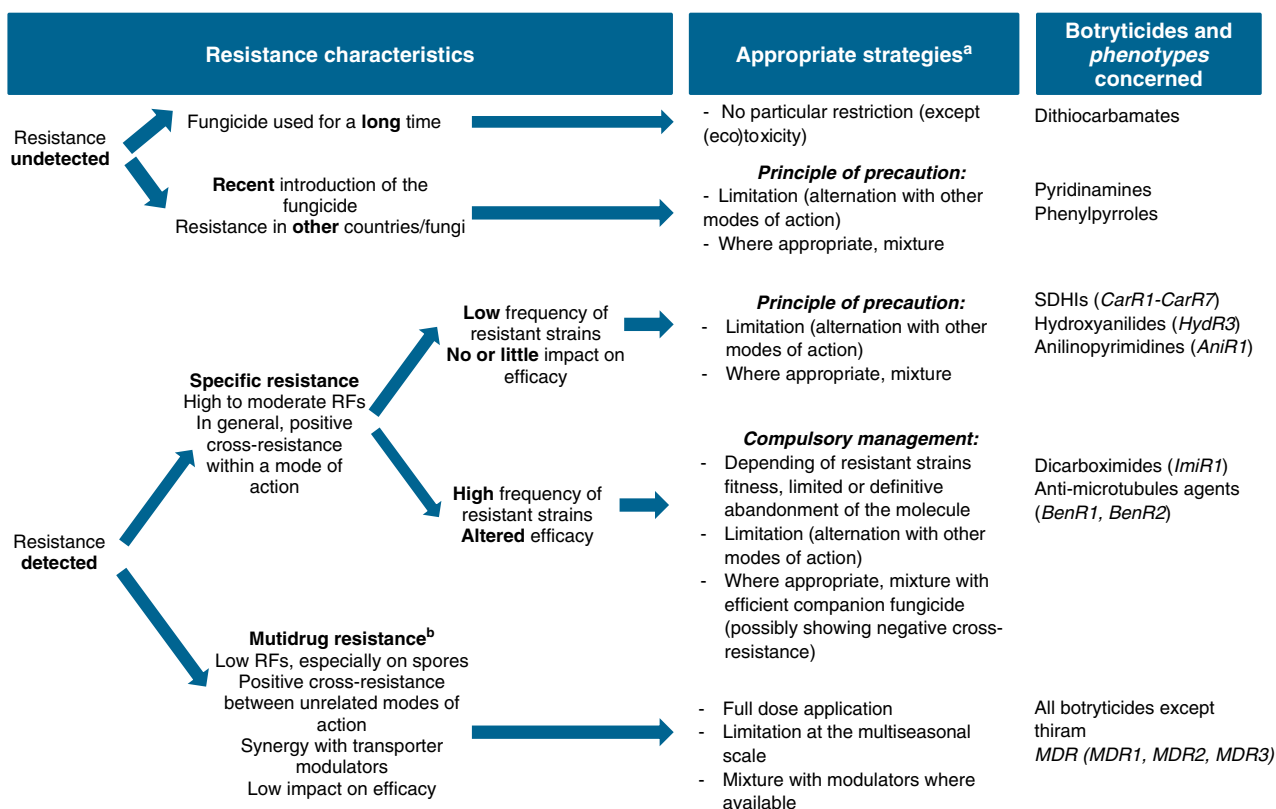 Resistance characteristics
Appropriate strategiesa
Botryticides and
phenotypes
concerned
Resistance
undetected
Fungicide used for a long time
- No particular restriction (except
(eco)toxicity)
Dithiocarbamates
Recent introduction of the
fungicide
Resistance in other countries/fungi
Principle of precaution:
- Limitation (alternation with other
modes of action)
- Where appropriate, mixture
Pyridinamines
Phenylpyrroles
Resistance
detected
Specific resistance
High to moderate RFs
In general, positive
cross-resistance
within a mode of
action
Low frequency of
resistant strains
No or little impact on
efficacy
Principle of precaution:
- Limitation (alternation with other
modes of action)
- Where appropriate, mixture
SDHIs (CarR1-CarR7)
Hydroxyanilides (HydR3)
Anilinopyrimidines (AniR1)
High frequency of
resistant strains
Altered efficacy
Compulsory management:
- Depending of resistant strains
fitness, limited or definitive
abandonment of the molecule
- Limitation (alternation with other
modes of action)
- Where appropriate, mixture with
efficient companion fungicide
(possibly showing negative cross-
resistance)
Dicarboximides (ImiR1)
Anti-microtubules agents
(BenR1, BenR2)
Mutidrug resistanceb
Low RFs, especially on spores
Positive cross-resistance
between unrelated modes of
action
Synergy with transporter
modulators
Low impact on efficacy
- Full dose application
- Limitation at the multiseasonal
scale
- Mixture with modulators where
available
All botryticides except
thiram
MDR (MDR1, MDR2, MDR3)